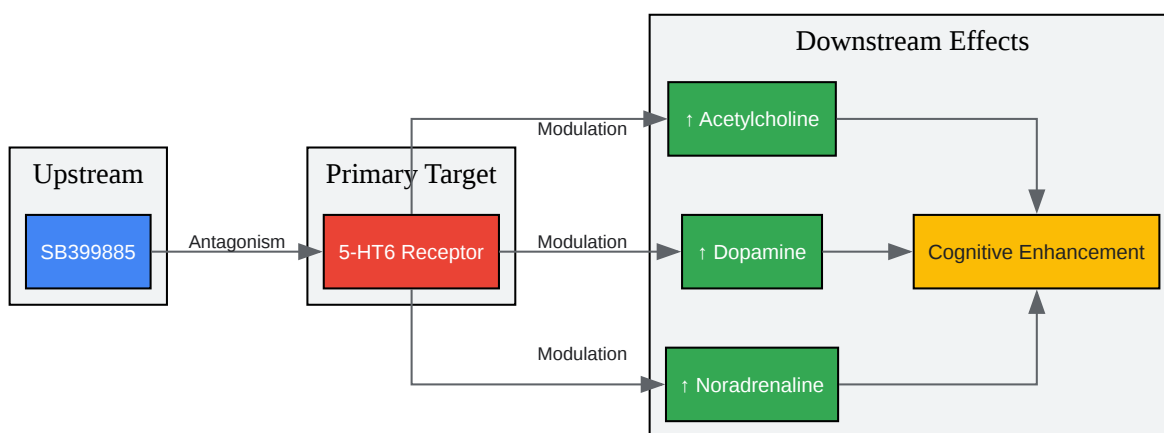 Downstream Effects
↑ Acetylcholine
Modulation
Upstream
Primary Target
SB399885
Antagonism
5-HT6 Receptor
Modulation
↑ Dopamine
Cognitive Enhancement
Modulation
↑ Noradrenaline